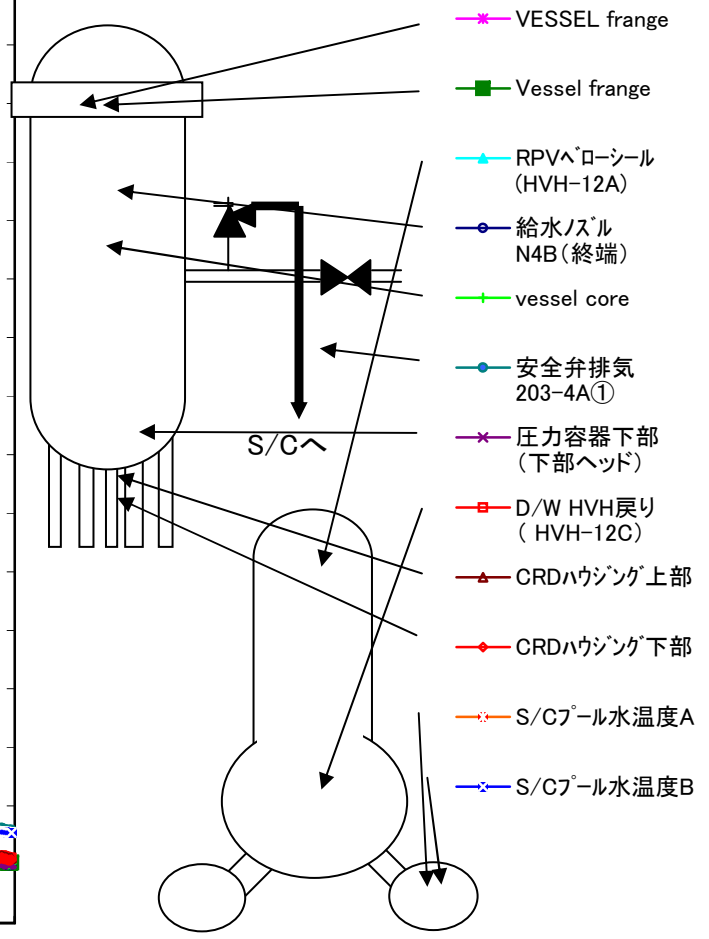 VESSEL frange
Vessel frange
RPVベローシール
(HVH-12A)
給水ノズル
N4B(終端)
vessel core
安全弁排気
203-4A①
S/Cへ
圧力容器下部
(下部ヘッド)
D/W HVH戻り
( HVH-12C)
CRDハウジング上部
CRDハウジング下部
S/Cプール水温度A
S/Cプール水温度B